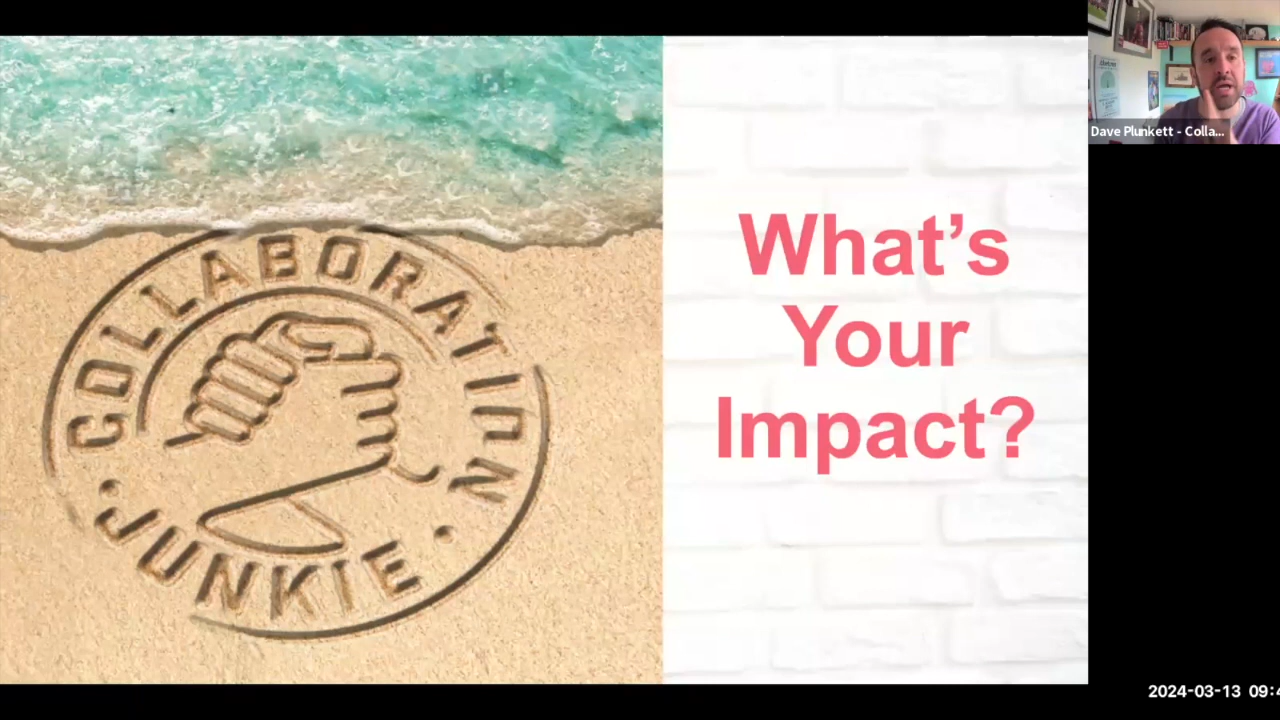 COLLABORATION
JUNKIE
What's
Your
Impact?
Dave Plunkett - Colla...
2024-03-13 09:4